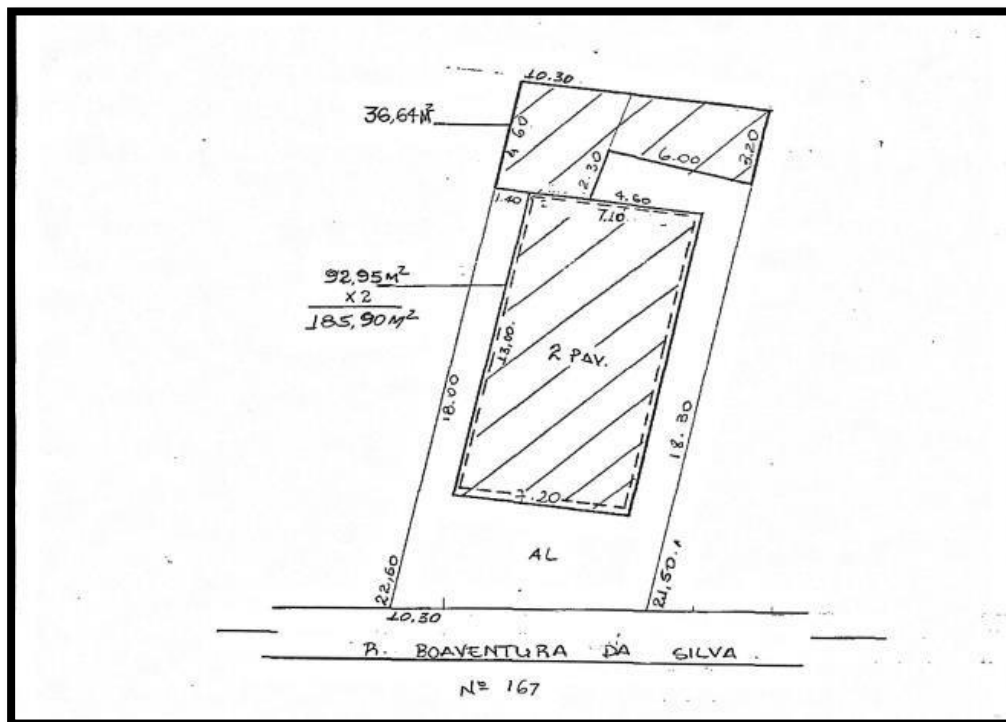 10.30
36,64M²
4.60
3.20
6.00
2.30
4.60
1.40
7.10
92,95M²
X2
185,90M²
13,00
2 PAV.
18.00
18.30
7.20
AL
22,60
21,50
10.30
R. BOAVENTURA DA SILVA
Nº 167